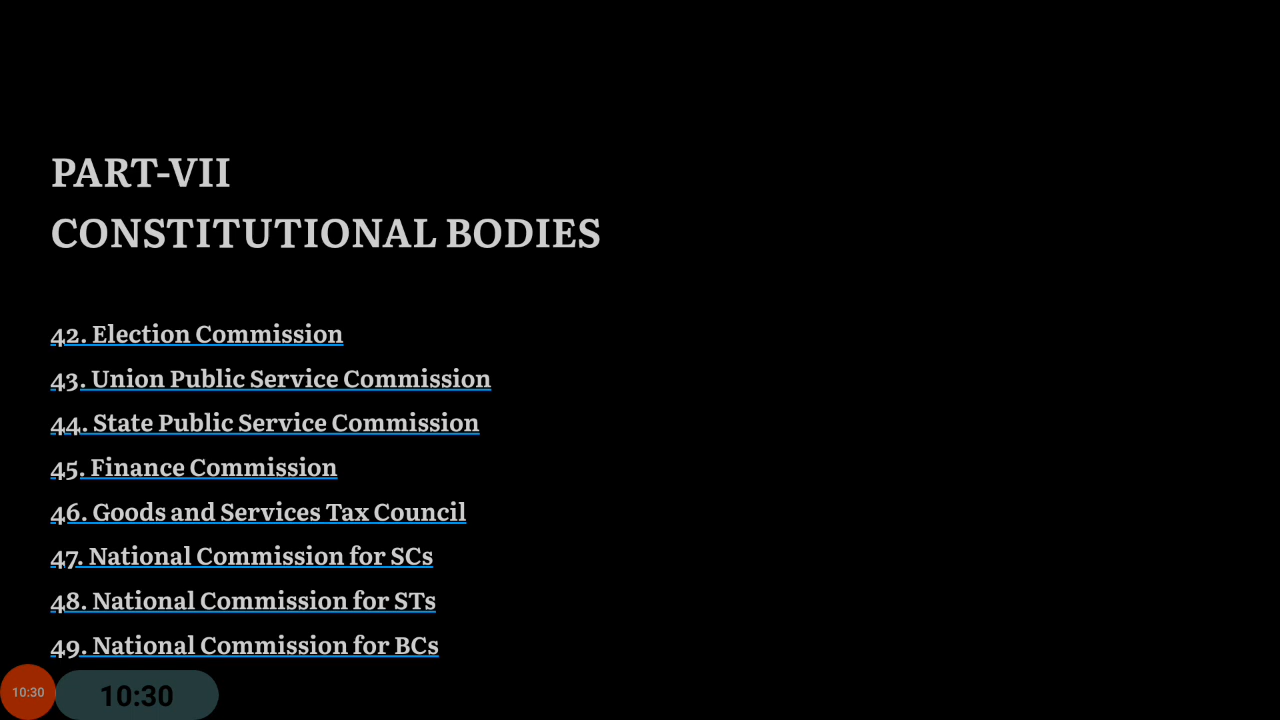 PART-VII
CONSTITUTIONAL BODIES
42. Election Commission
43. Union Public Service Commission
44. State Public Service Commission
45. Finance Commission
46. Goods and Services Tax Council
47. National Commission for SCs
48. National Commission for STs
49. National Commission for BCs
10:30
10:30